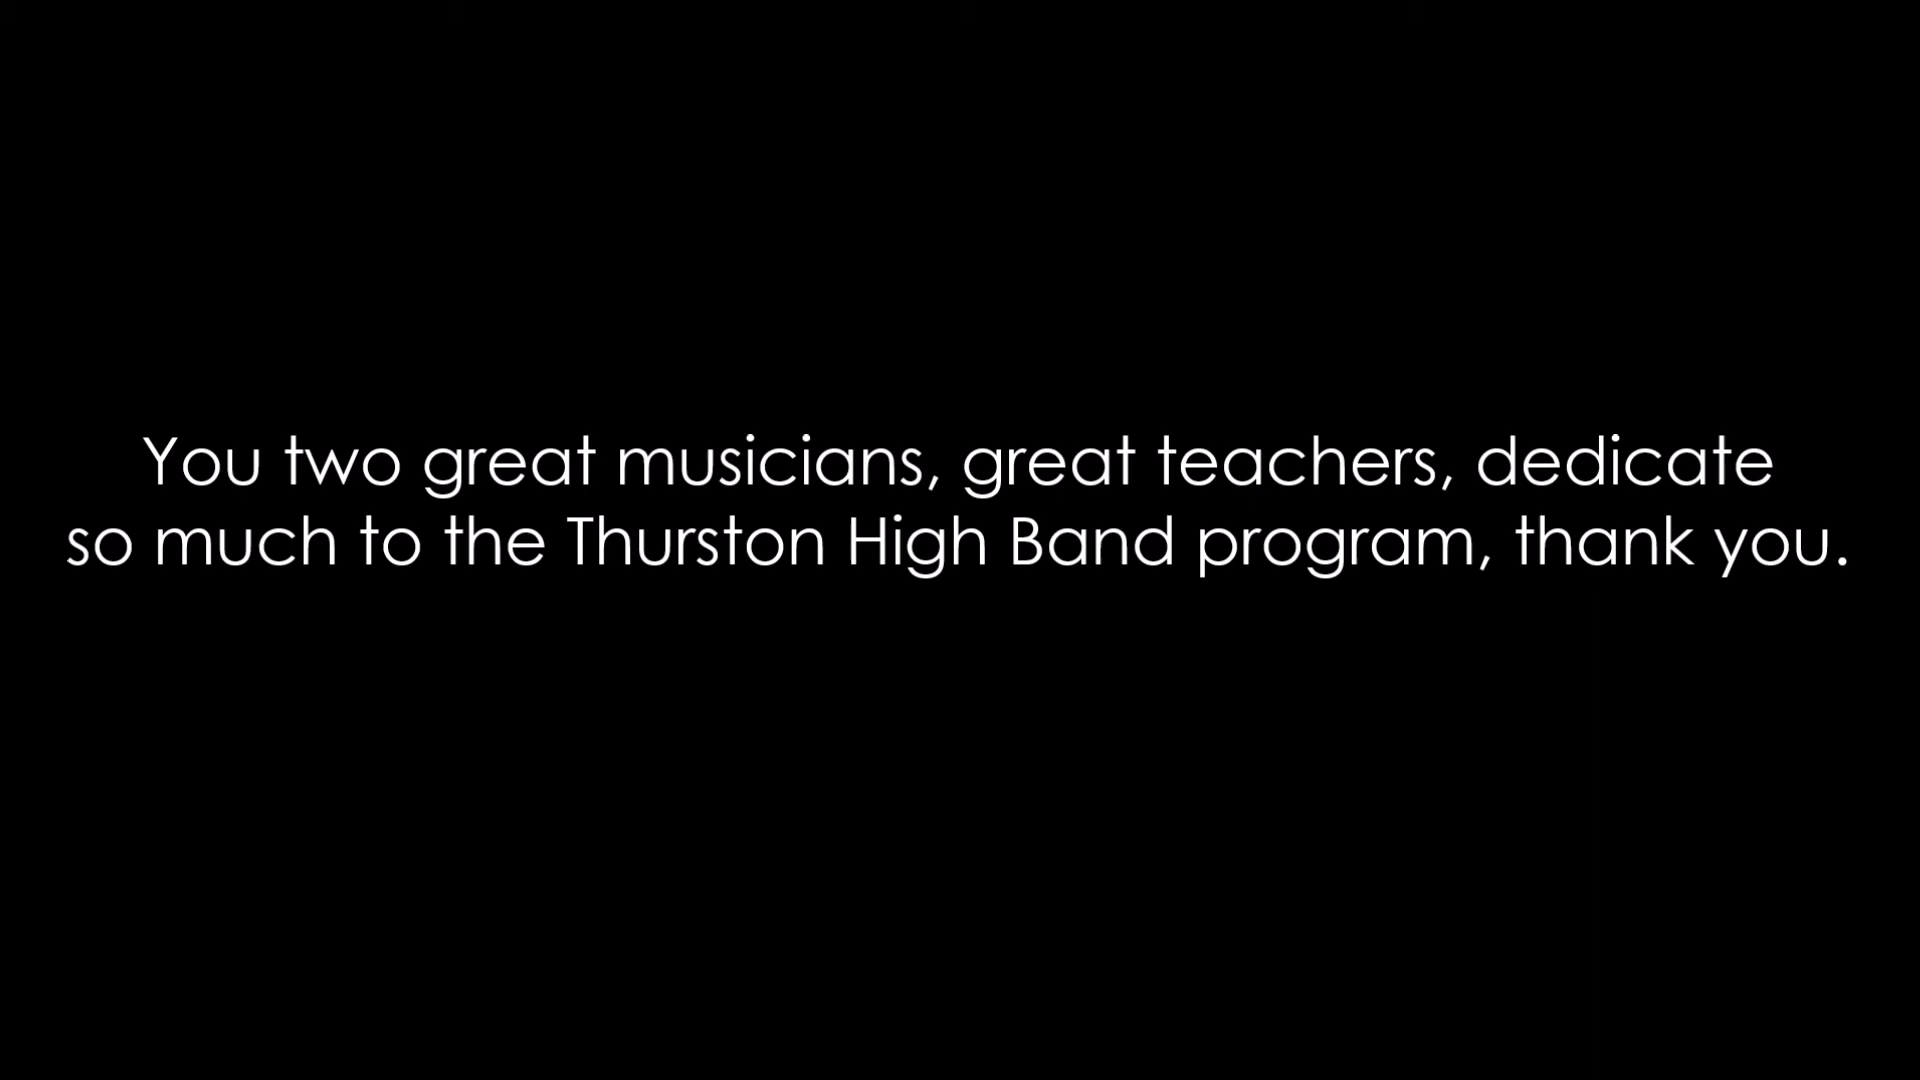 You two great musicians, great teachers, dedicate
so much to the Thurston High Band program, thank you.